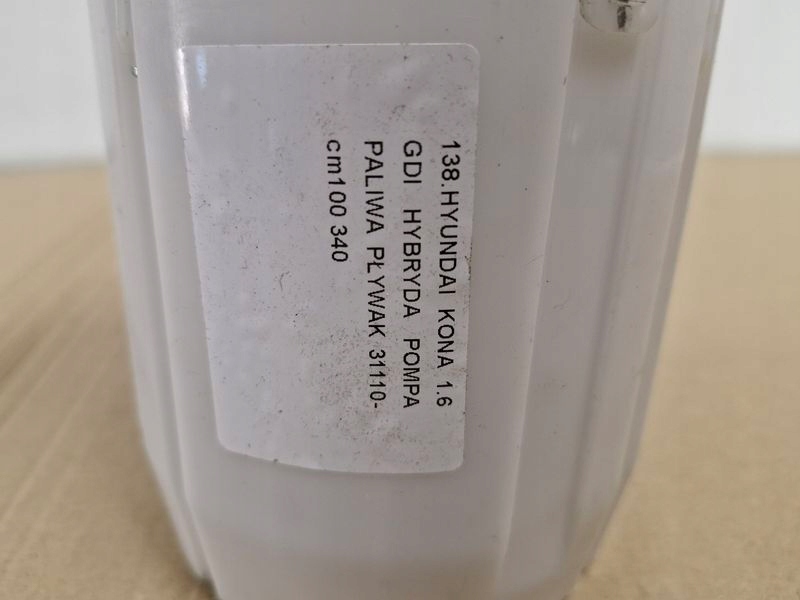 138.HYUNDAI KONA 1.6
GDI HYBRYDA POMPA
PALIWA PŁYWAK 31110-
cm100 340